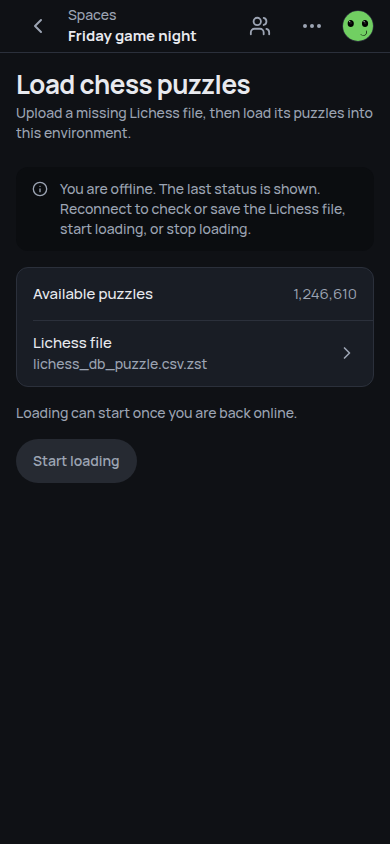 Spaces
Friday game night
Load chess puzzles
Upload a missing Lichess file, then load its puzzles into
this environment.
You are offline. The last status is shown.
Reconnect to check or save the Lichess file,
start loading, or stop loading.
Available puzzles 1,246,610
Lichess file
lichess_db_puzzle.csv.zst
Loading can start once you are back online.
Start loading